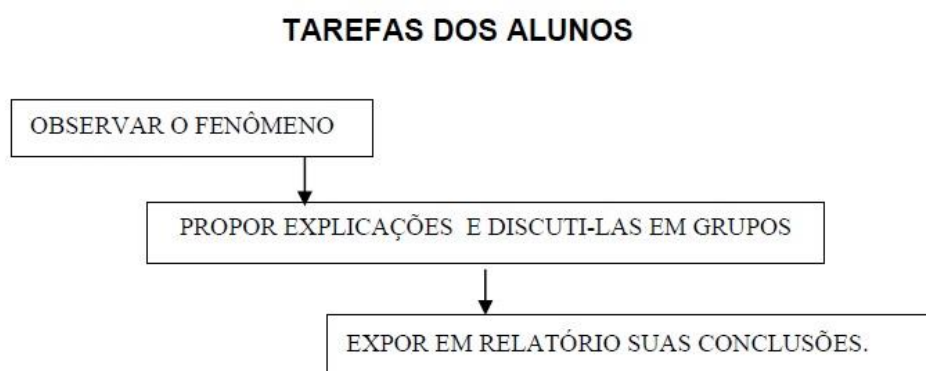 TAREFAS DOS ALUNOS
OBSERVAR O FENÔMENO
PROPOR EXPLICAÇÕES E DISCUTI-LAS EM GRUPOS
EXPOR EM RELATÓRIO SUAS CONCLUSÕES.